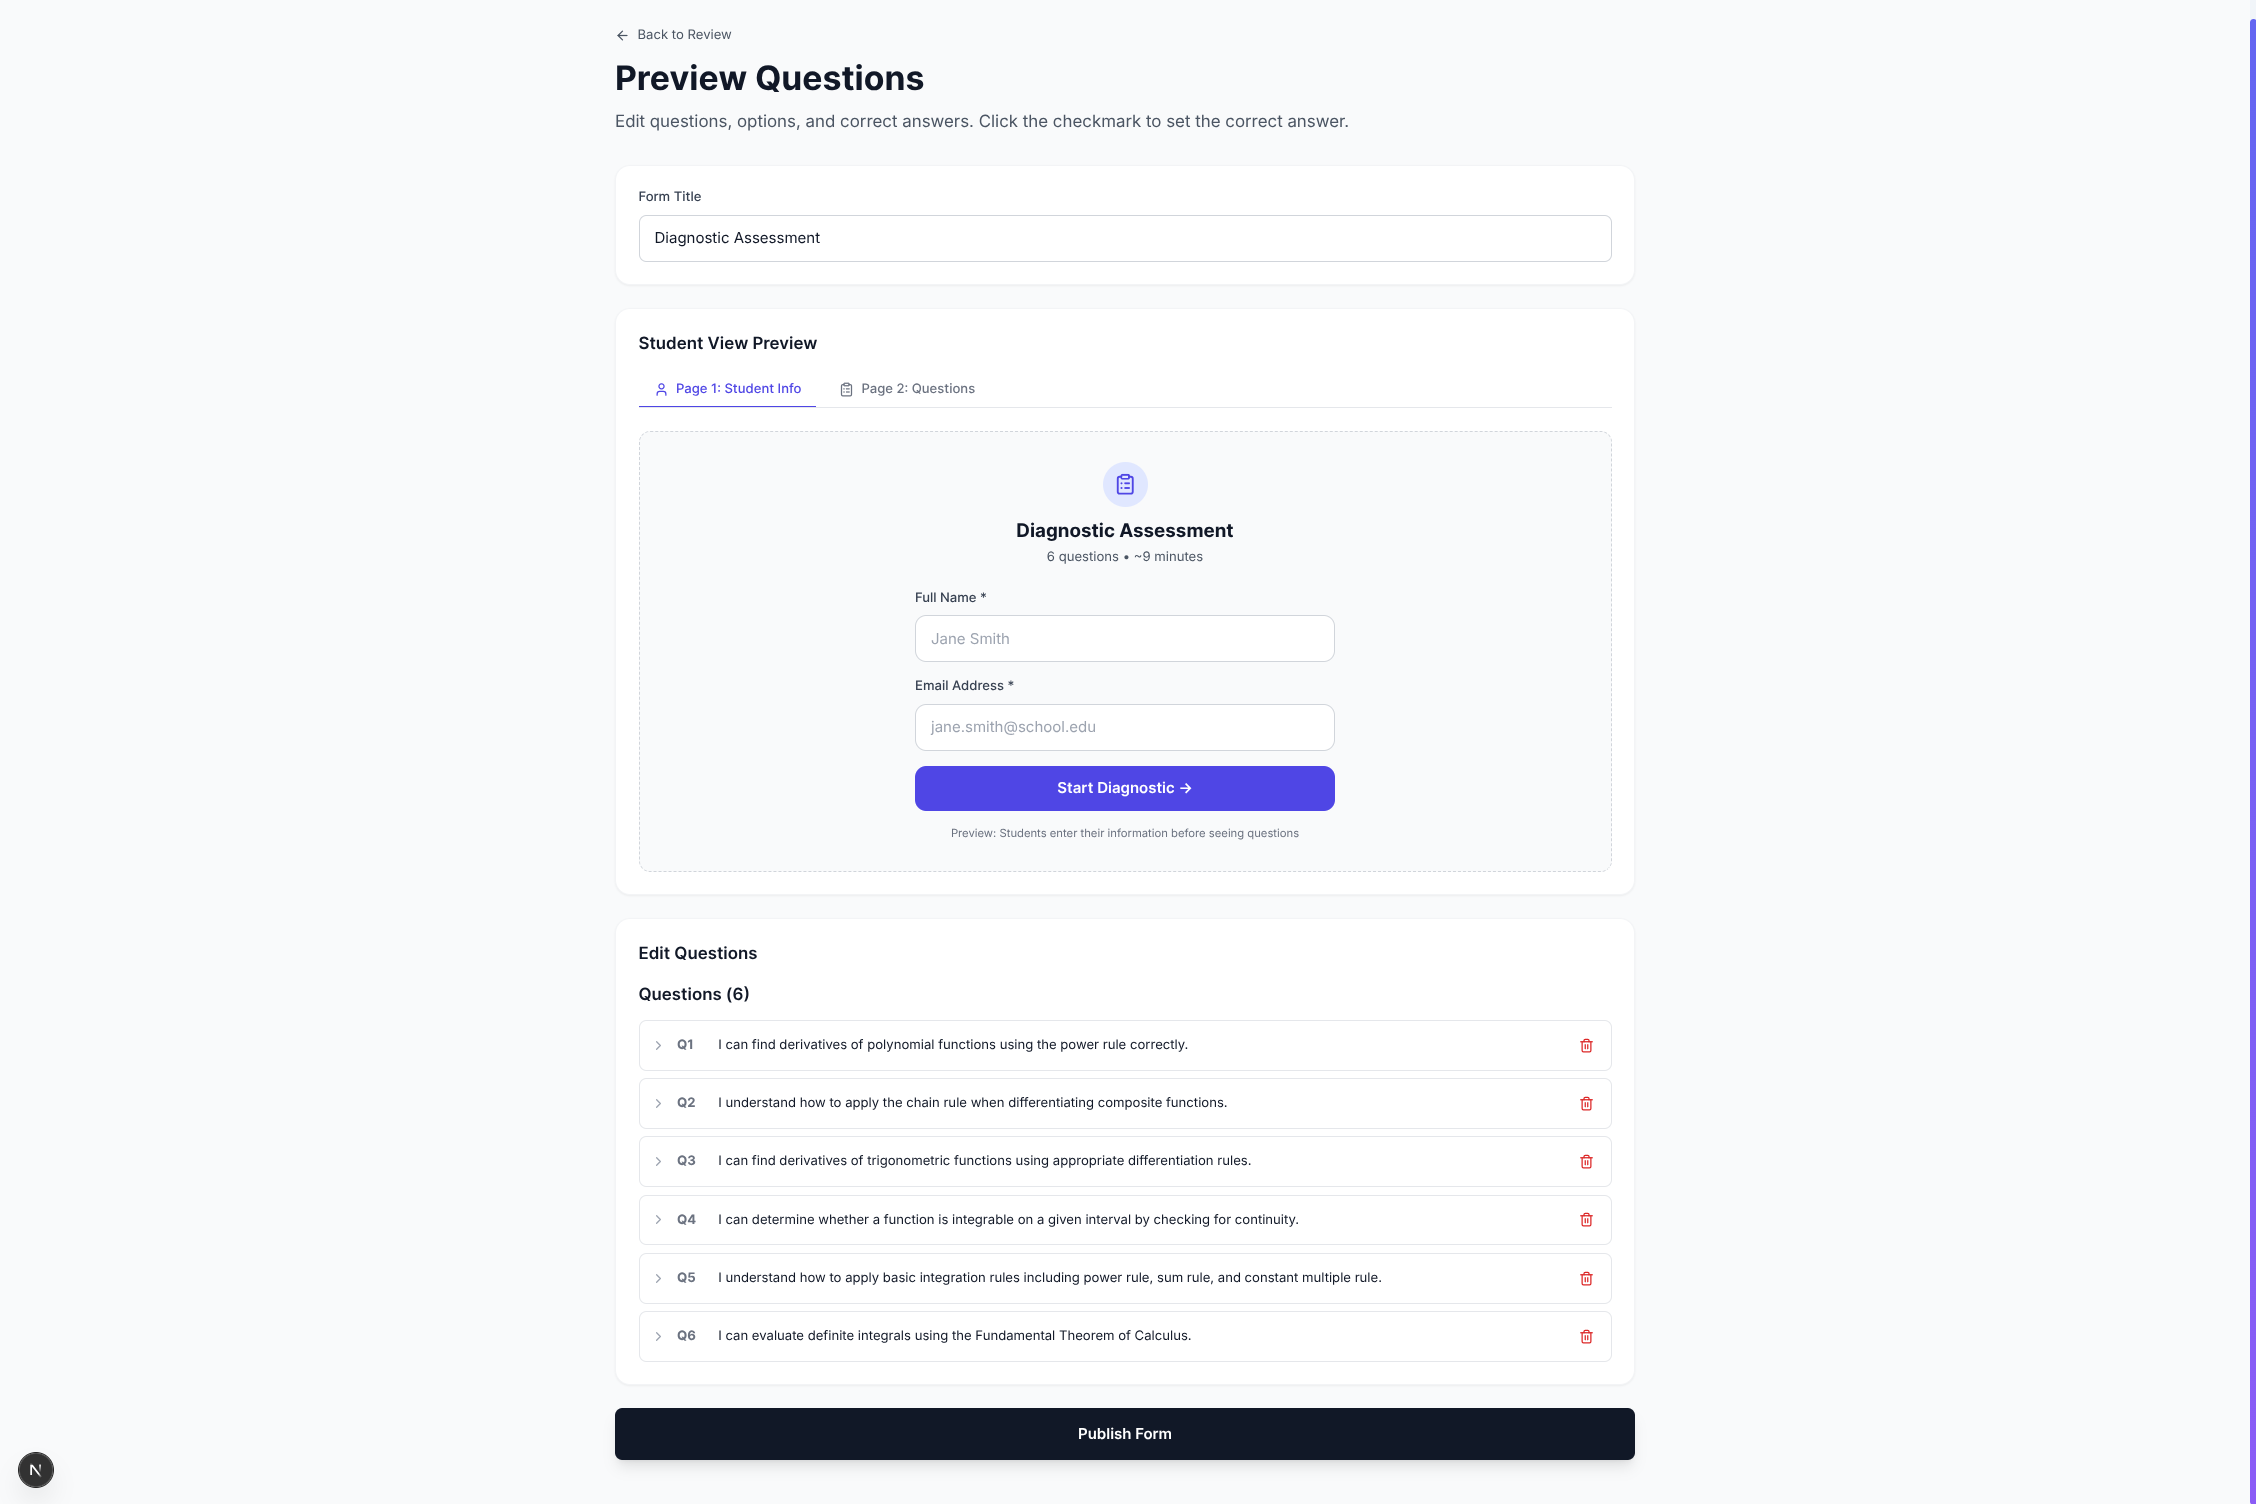 Back to Review
Preview Questions
Edit questions, options, and correct answers. Click the checkmark to set the correct answer.
Form Title
Diagnostic Assessment
Student View Preview
Page 1: Student Info
Page 2: Questions
Diagnostic Assessment
6 questions • ~9 minutes
Full Name *
Jane Smith
Email Address *
jane.smith@school.edu
Start Diagnostic →
Preview: Students enter their information before seeing questions
Edit Questions
Questions (6)
Q1 I can find derivatives of polynomial functions using the power rule correctly.
Q2 I understand how to apply the chain rule when differentiating composite functions.
Q3 I can find derivatives of trigonometric functions using appropriate differentiation rules.
Q4 I can determine whether a function is integrable on a given interval by checking for continuity.
Q5 I understand how to apply basic integration rules including power rule, sum rule, and constant multiple rule.
Q6 I can evaluate definite integrals using the Fundamental Theorem of Calculus.
Publish Form
N